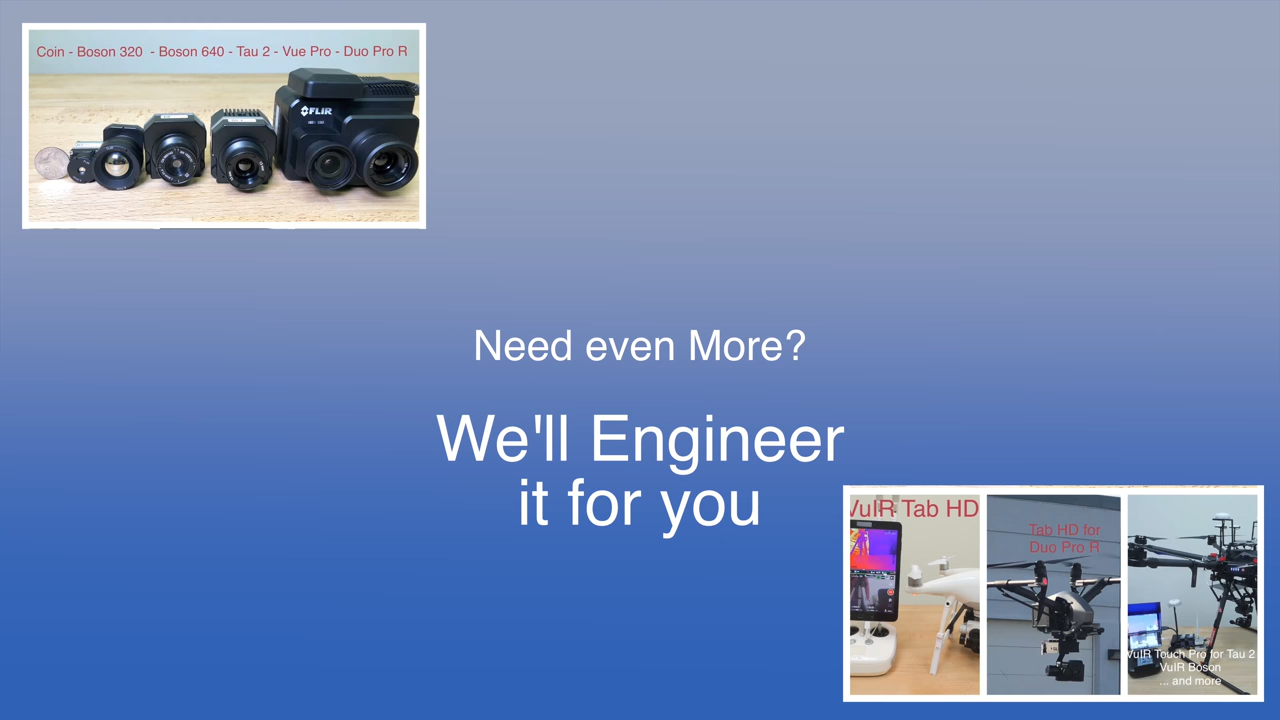 Coin - Boson 320 - Boson 640 - Tau 2 - Vue Pro - Duo Pro R
FLIR
Need even More?
We'll Engineer
it for you
VuIR Tab HD
Tab HD for
Duo Pro R
VuIR Touch Pro for Tau 2
VuIR Boson
... and more